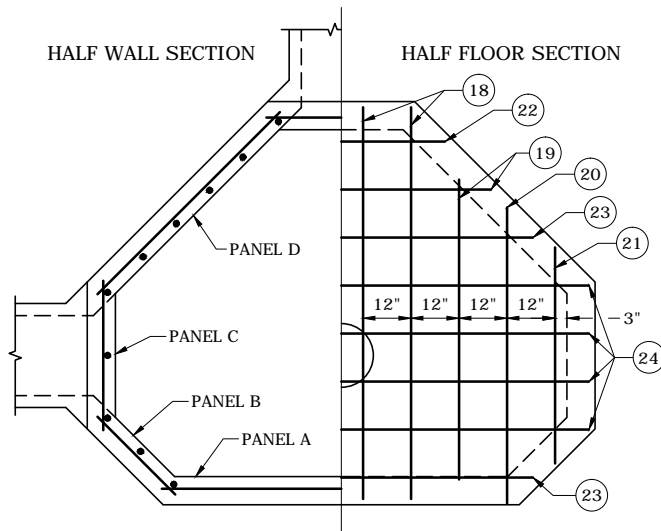 HALF WALL SECTION
HALF FLOOR SECTION
18
22
19
20
23
21
PANEL D
12" 12" 12" 12" 3"
PANEL C
24
PANEL B
PANEL A
23